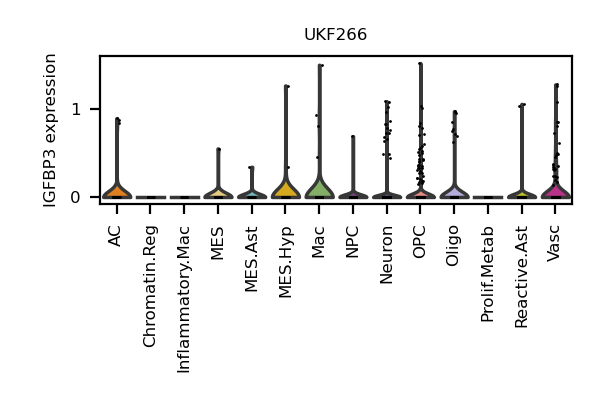 UKF266
IGFBP3 expression
1
0
AC
Chromatin.Reg
Inflammatory.Mac
MES
MES.Ast
MES.Hyp
Mac
NPC
Neuron
OPC
Oligo
Prolif.Metab
Reactive.Ast
Vasc